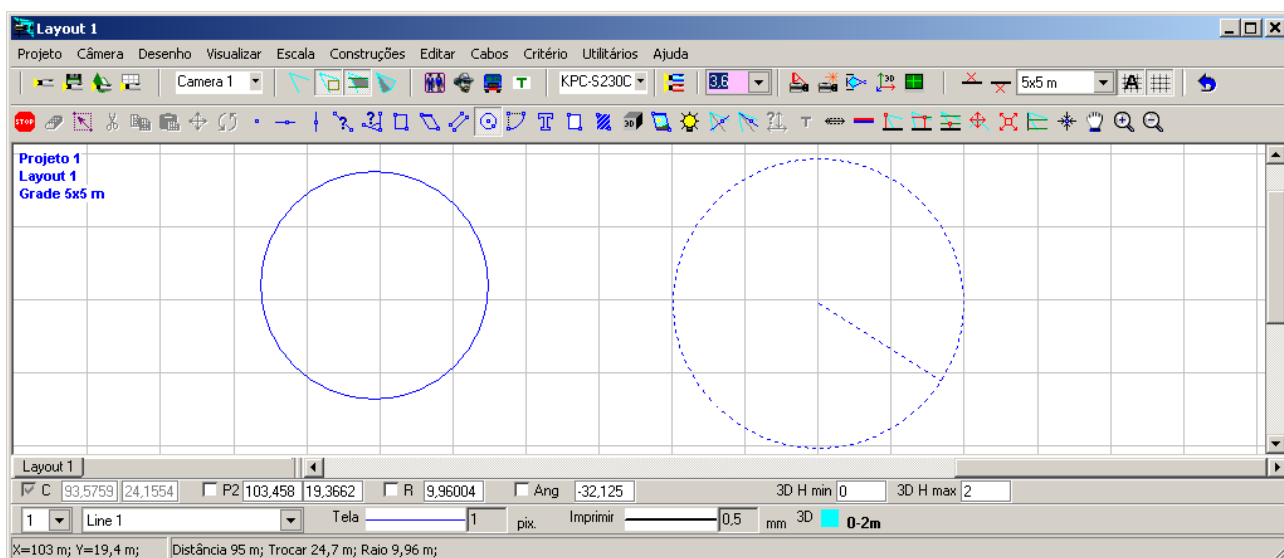 Layout 1
Projeto Câmera Desenho Visualizar Escala Construções Editar Cabos Critério Utilitários Ajuda
Camera 1 T KPC-S230C 3,6 3D 5x5 m A
STOP T 3D T
Projeto 1
Layout 1
Grade 5x5 m
Layout 1
C 93,5759 24,1554 P2 103,458 19,3662 R 9,96004 Ang -32,125 3D H min 0 3D H max 2
1 Line 1 Tela 1 pix. Imprimir 0,5 mm 3D 0-2m
X=103 m; Y=19,4 m; Distância 95 m; Trocar 24,7 m; Raio 9,96 m;